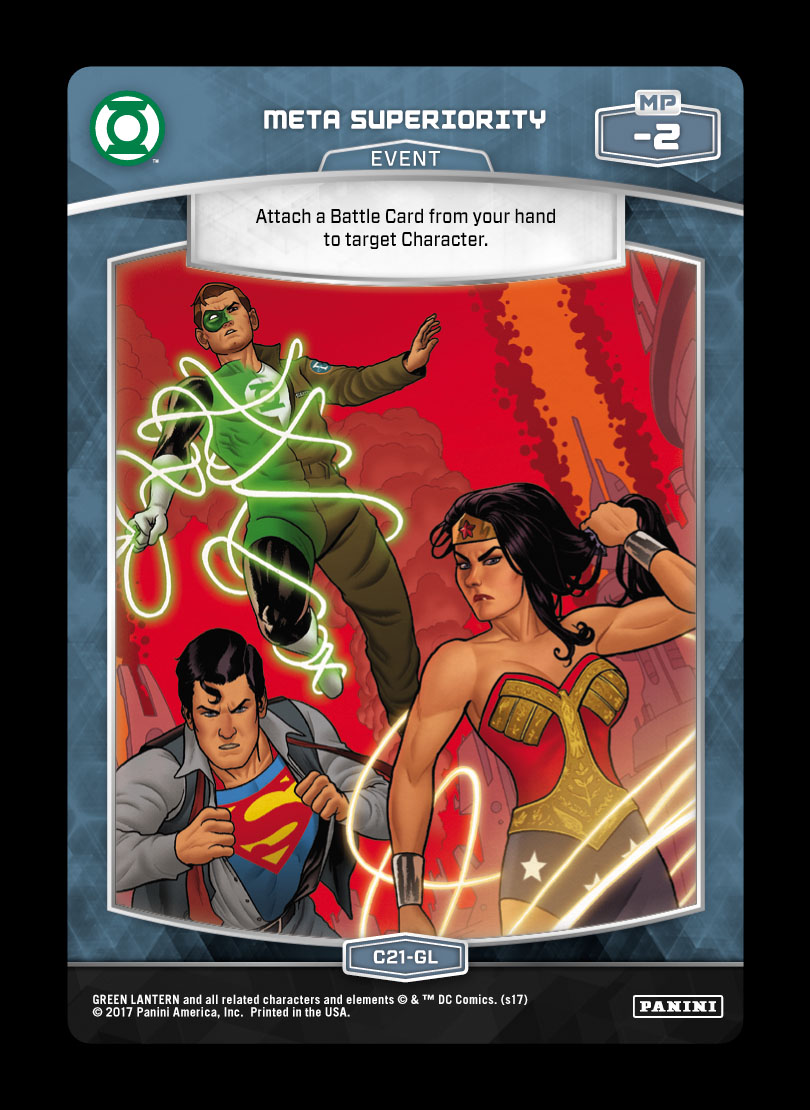 META SUPERIORITY
MP
-2
EVENT
Attach a Battle Card from your hand
to target Character.
C21-GL
GREEN LANTERN and all related characters and elements © & ™ DC Comics. (s17)
© 2017 Panini America, Inc. Printed in the USA.
PANINI